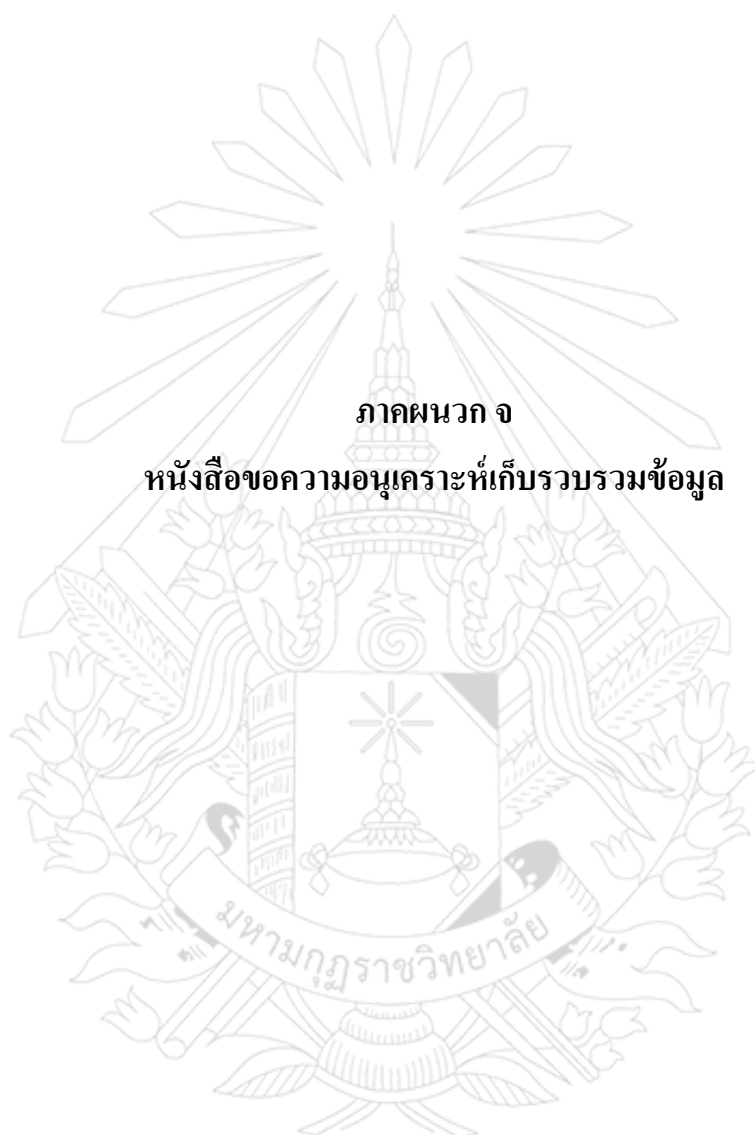 ภาคผนวก จ
หนังสือขอความอนุเคราะห์เก็บรวบรวมข้อมูล
มหามกุฏราชวิทยาลัย